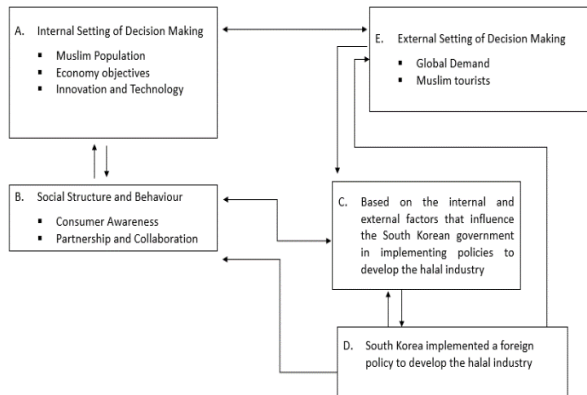 A. Internal Setting of Decision Making
▪ Muslim Population
▪ Economy objectives
▪ Innovation and Technology
E. External Setting of Decision Making
▪ Global Demand
▪ Muslim tourists
B. Social Structure and Behaviour
▪ Consumer Awareness
▪ Partnership and Collaboration
C. Based on the internal and
external factors that influence
the South Korean government
in implementing policies to
develop the halal industry
D. South Korea implemented a foreign
policy to develop the halal industry